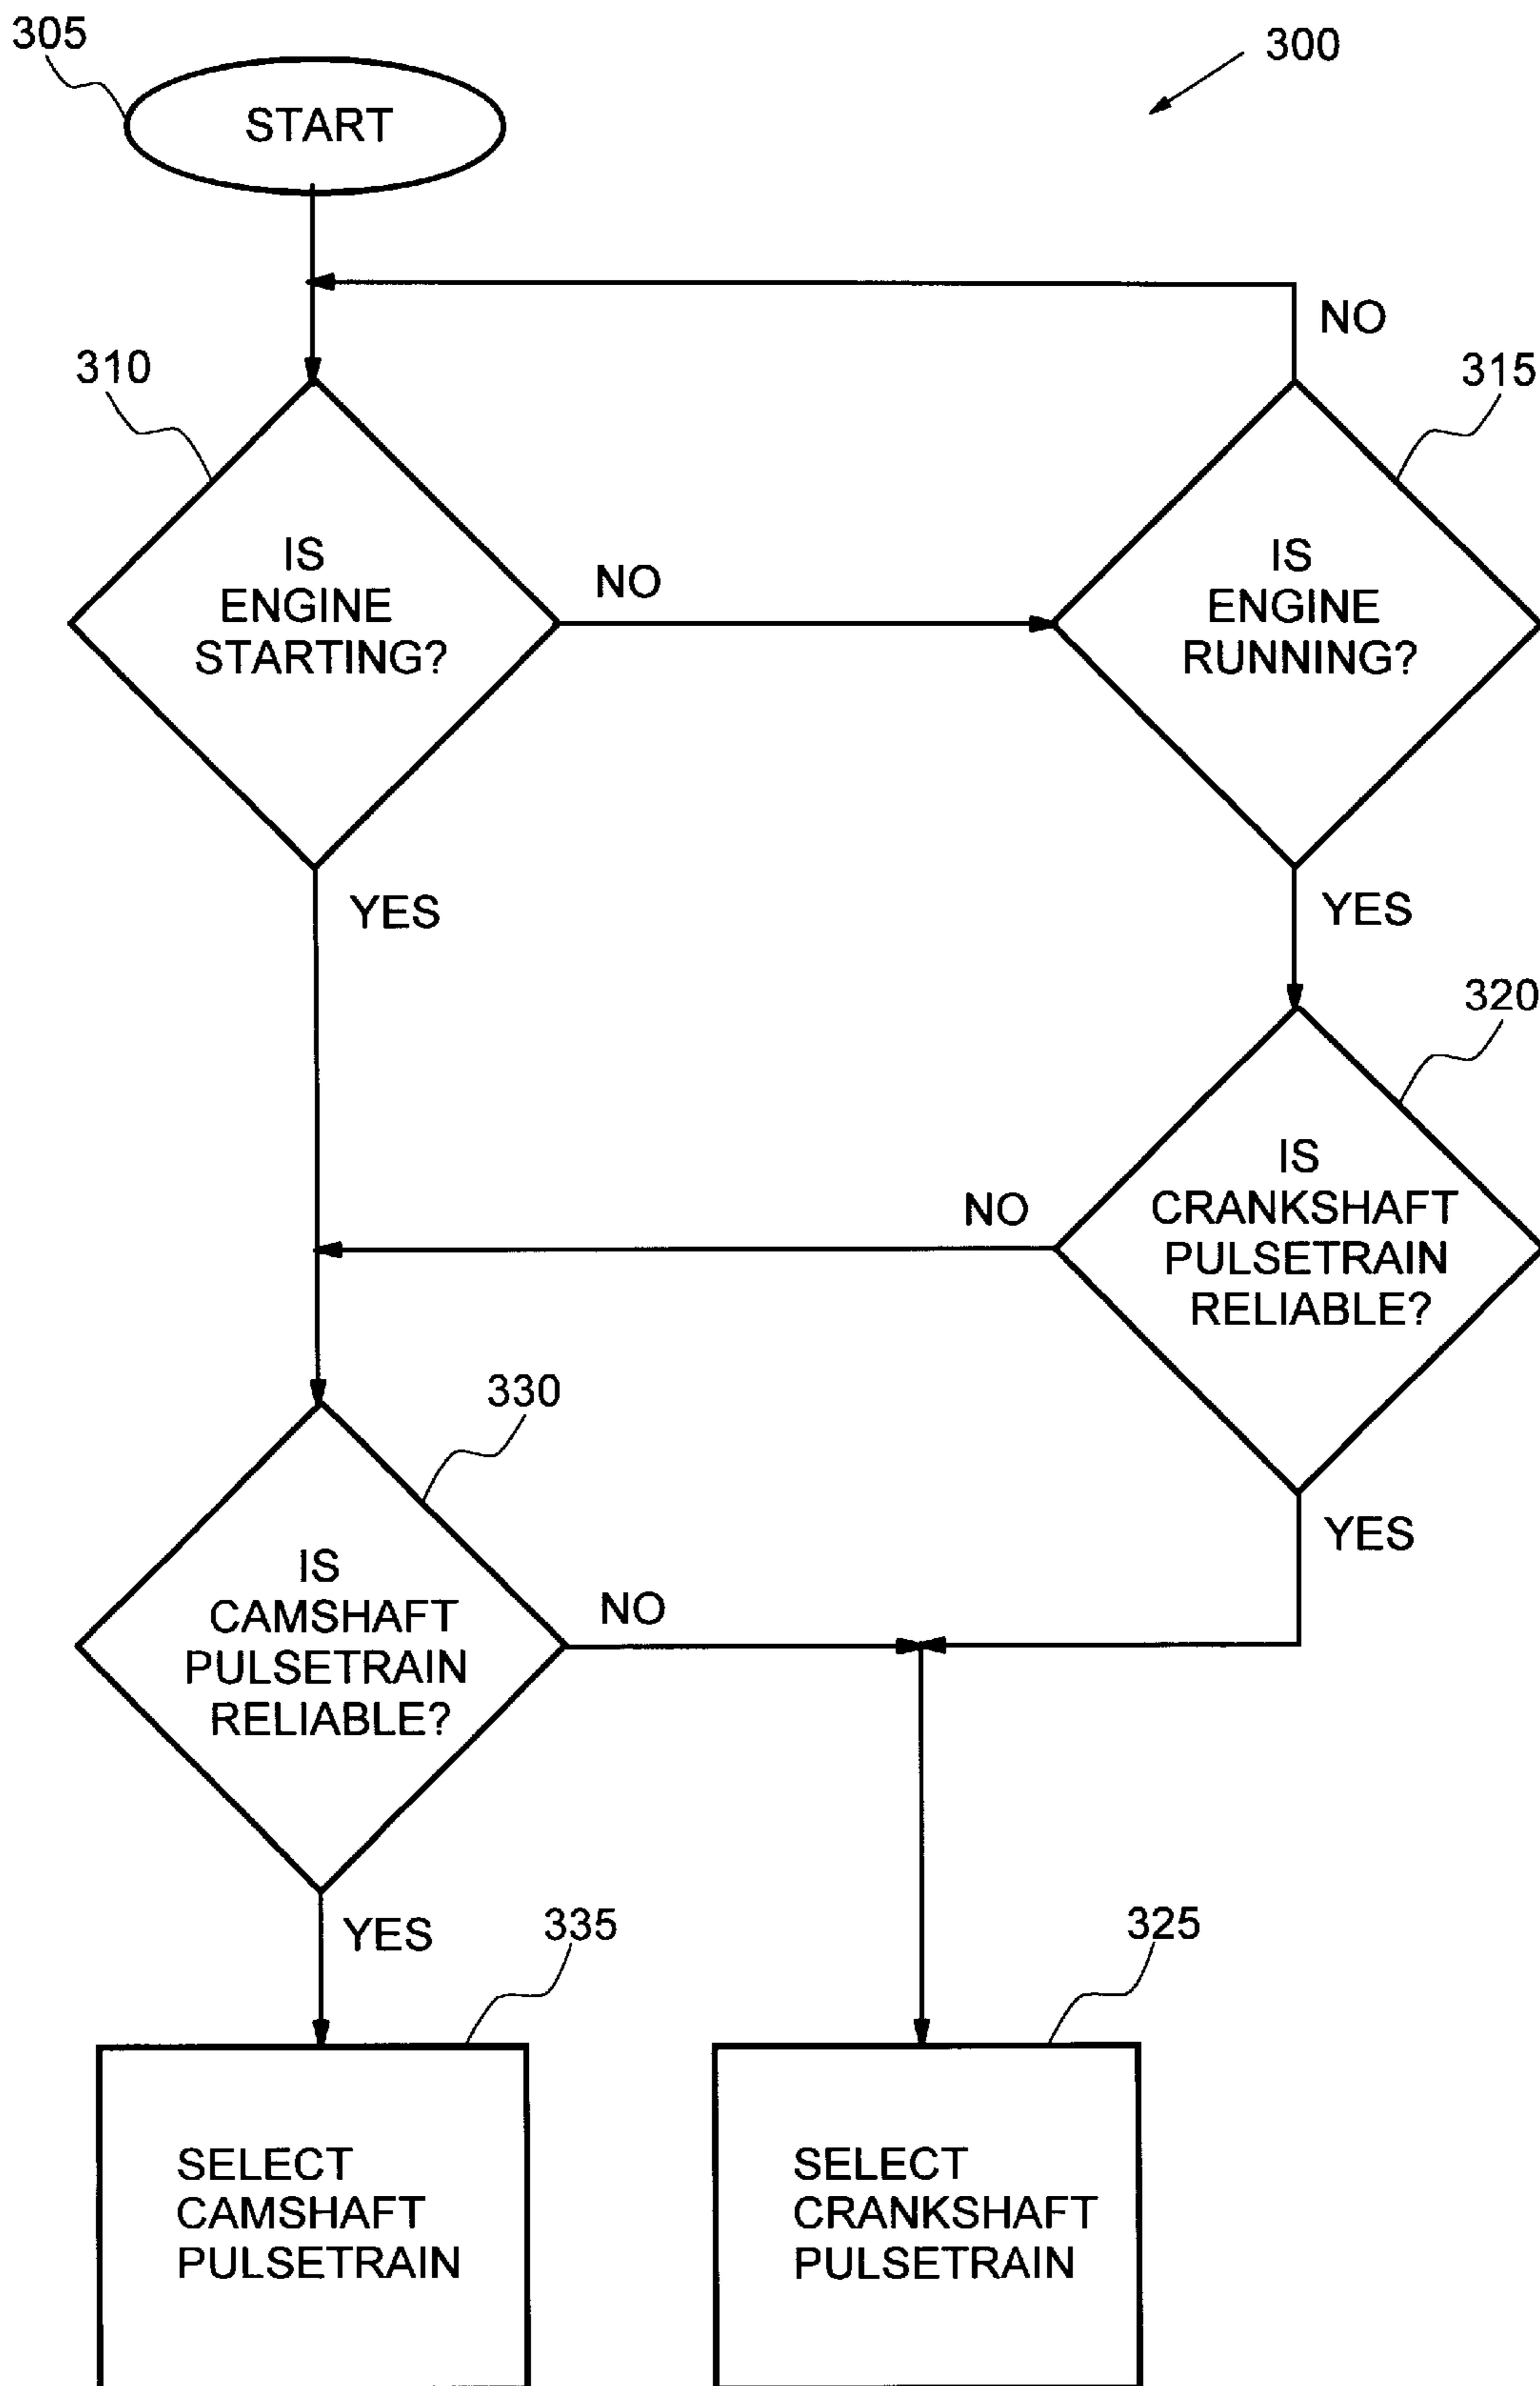 305
START
300
NO
310
315
IS
ENGINE
STARTING?
NO
IS
ENGINE
RUNNING?
YES
YES
320
IS
CRANKSHAFT
PULSETRAIN
RELIABLE?
NO
330
YES
IS
CAMSHAFT
PULSETRAIN
RELIABLE?
NO
YES
335
325
SELECT
CAMSHAFT
PULSETRAIN
SELECT
CRANKSHAFT
PULSETRAIN